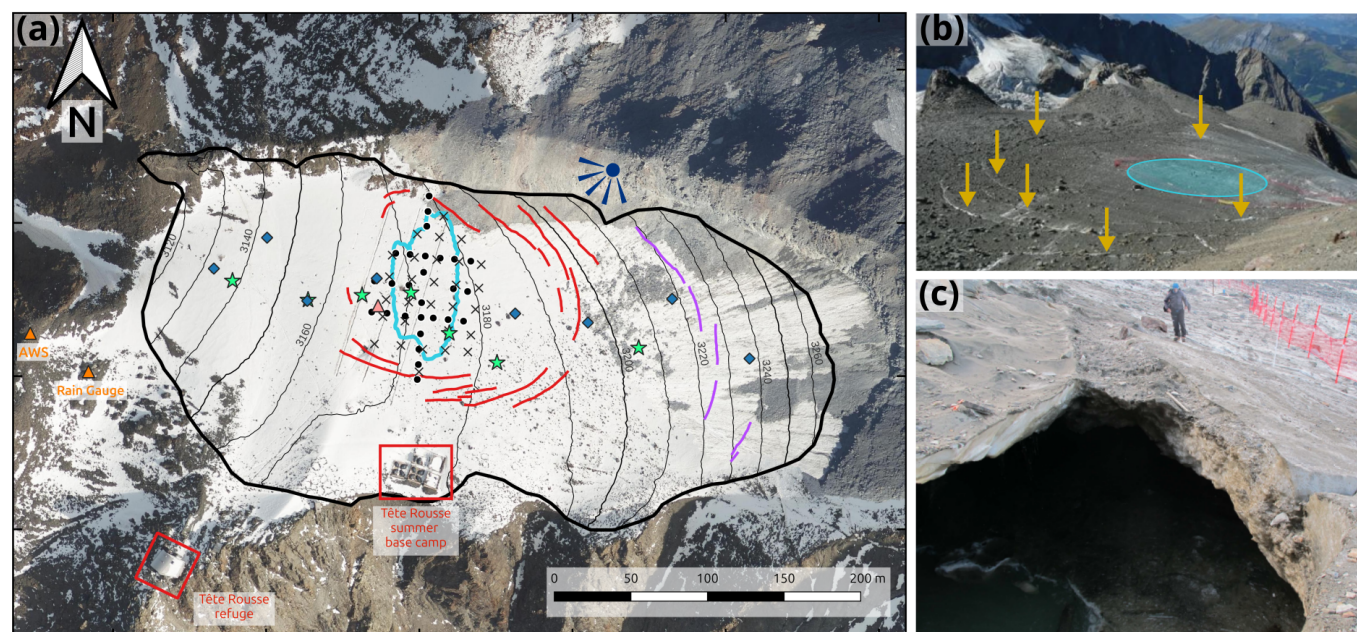 (a)
N
3120
3140
3160
3180
3200
3220
3240
3260
AWS
Rain Gauge
Tête Rousse
summer
base camp
Tête Rousse
refuge
0 50 100 150 200 m
(b)
(c)